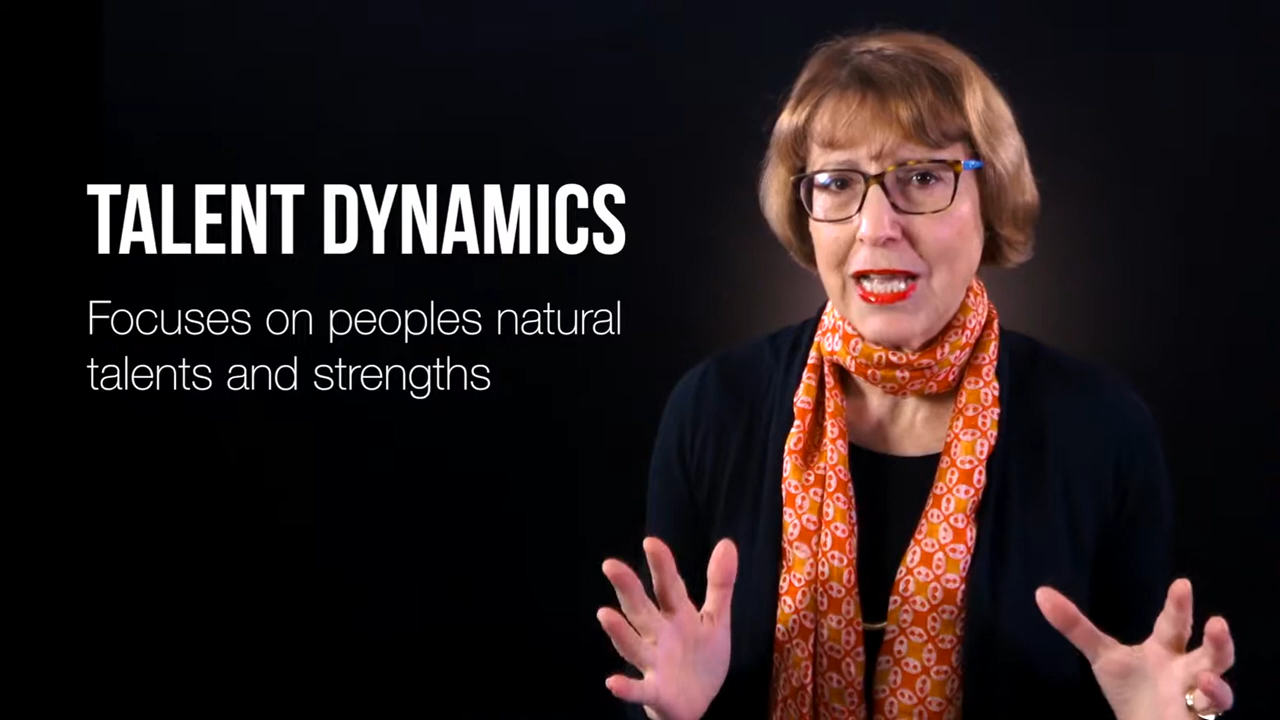 TALENT DYNAMICS
Focuses on peoples natural
talents and strengths